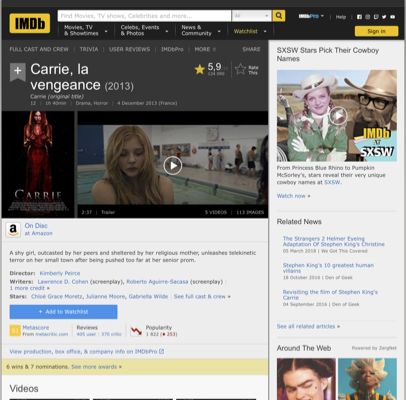 IMDb
Find Movies, TV shows, Celebrities and more...
All
IMDbPro
Help
Movies, TV & Showtimes
Celebs, Events & Photos
News & Community
Watchlist
Sign in
FULL CAST AND CREW | TRIVIA | USER REVIEWS | IMDbPro | MORE
SHARE
Carrie, la vengeance (2013)
Carrie (original title)
12 | 1h 40min | Drama, Horror | 4 December 2013 (France)
5,9
Rate This
CARRIE
2:37 | Trailer
5 VIDEOS | 113 IMAGES
On Disc
at Amazon
A shy girl, outcasted by her peers and sheltered by her religious mother, unleashes telekinetic
terror on her small town after being pushed too far at her senior prom.
Director: Kimberly Peirce
Writers: Lawrence D. Cohen (screenplay), Roberto Aguirre-Sacasa (screenplay) |
1 more credit »
Stars: Chloë Grace Moretz, Julianne Moore, Gabriella Wilde | See full cast & crew »
+ Add to Watchlist
Metascore
From metacritic.com
Reviews
405 user | 370 critic
Popularity
1 822
View production, box office, & company info on IMDbPro
6 wins & 7 nominations. See more awards »
Videos
SXSW Stars Pick Their Cowboy
Names
IMDb
at
SXSW
From Princess Blue Rhino to Pumpkin
McSorley's, stars reveal their very unique
cowboy names at SXSW.
Watch now »
Related News
The Strangers 2 Helmer Eyeing
Adaptation Of Stephen King's Christine
05 March 2018 | We Got This Covered
Stephen King's 10 greatest human
villains
18 October 2016 | Den of Geek
Revisiting the film of Stephen King's
Carrie
04 September 2016 | Den of Geek
See all related articles »
Around The Web | Powered by ZergNet